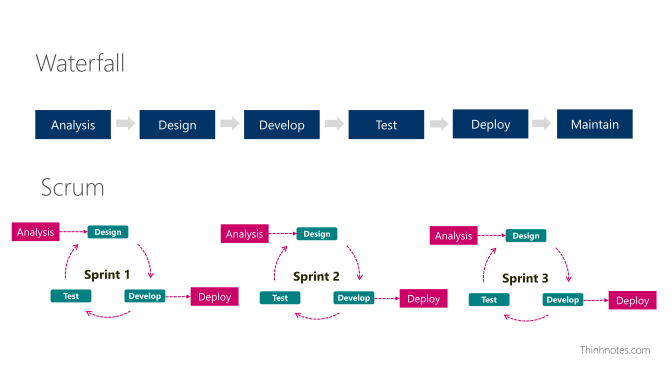 Waterfall
Analysis Design Develop Test Deploy Maintain
Scrum
Analysis Design
Sprint 1
Test Develop Deploy
Analysis Design
Sprint 2
Test Develop Deploy
Analysis Design
Sprint 3
Test Develop Deploy
Thinhnotes.com